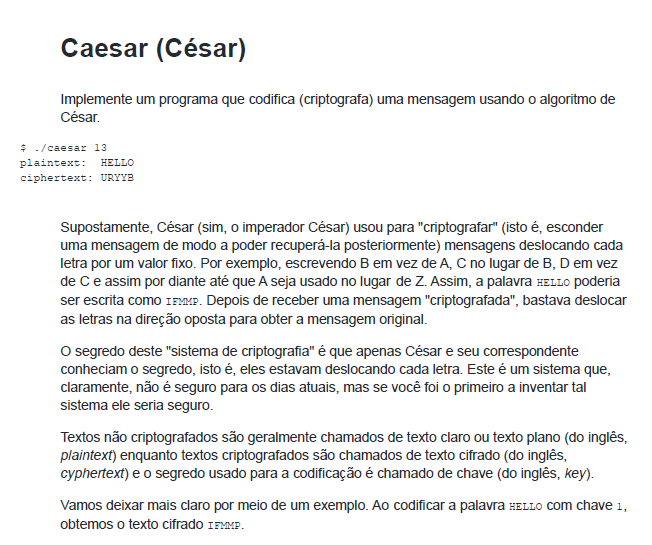 Caesar (César)
Implemente um programa que codifica (criptografa) uma mensagem usando o algoritmo de
César.
$ ./caesar 13
plaintext:  HELLO
ciphertext: URYYB
Supostamente, César (sim, o imperador César) usou para "criptografar" (isto é, esconder
uma mensagem de modo a poder recuperá-la posteriormente) mensagens deslocando cada
letra por um valor fixo. Por exemplo, escrevendo B em vez de A, C no lugar de B, D em vez
de C e assim por diante até que A seja usado no lugar de Z. Assim, a palavra HELLO poderia
ser escrita como IFMMP. Depois de receber uma mensagem "criptografada", bastava deslocar
as letras na direção oposta para obter a mensagem original.
O segredo deste "sistema de criptografia" é que apenas César e seu correspondente
conheciam o segredo, isto é, eles estavam deslocando cada letra. Este é um sistema que,
claramente, não é seguro para os dias atuais, mas se você foi o primeiro a inventar tal
sistema ele seria seguro.
Textos não criptografados são geralmente chamados de texto claro ou texto plano (do inglês,
plaintext) enquanto textos criptografados são chamados de texto cifrado (do inglês,
cyphertext) e o segredo usado para a codificação é chamado de chave (do inglês, key).
Vamos deixar mais claro por meio de um exemplo. Ao codificar a palavra HELLO com chave 1,
obtemos o texto cifrado IFMMP.